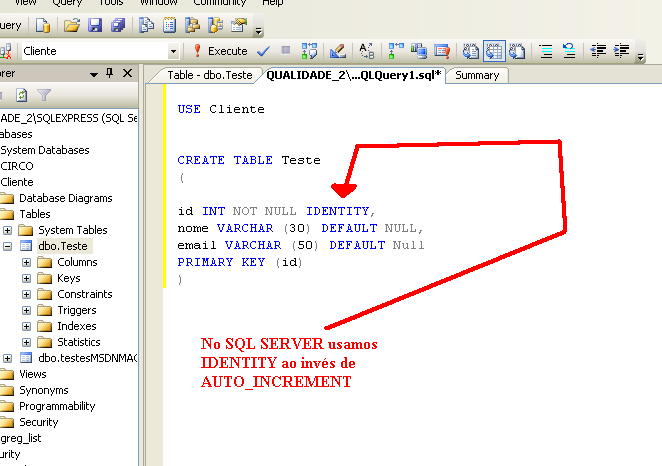 View Query Tools Window Community Help
Query
Cliente Execute
Table - dbo.Teste QUALIDADE_2\...QLQuery1.sql* Summary
orer
ADE_2\SQLEXPRESS (SQL Se
abases
System Databases
CIRCO
Cliente
Database Diagrams
Tables
System Tables
dbo.Teste
Columns
Keys
Constraints
Triggers
Indexes
Statistics
dbo.testesMSDNMAG
Views
Synonyms
Programmability
Security
greg_list
urity
USE Cliente
CREATE TABLE Teste
(
id INT NOT NULL IDENTITY,
nome VARCHAR (30) DEFAULT NULL,
email VARCHAR (50) DEFAULT Null
PRIMARY KEY (id)
)
No SQL SERVER usamos
IDENTITY ao invés de
AUTO_INCREMENT